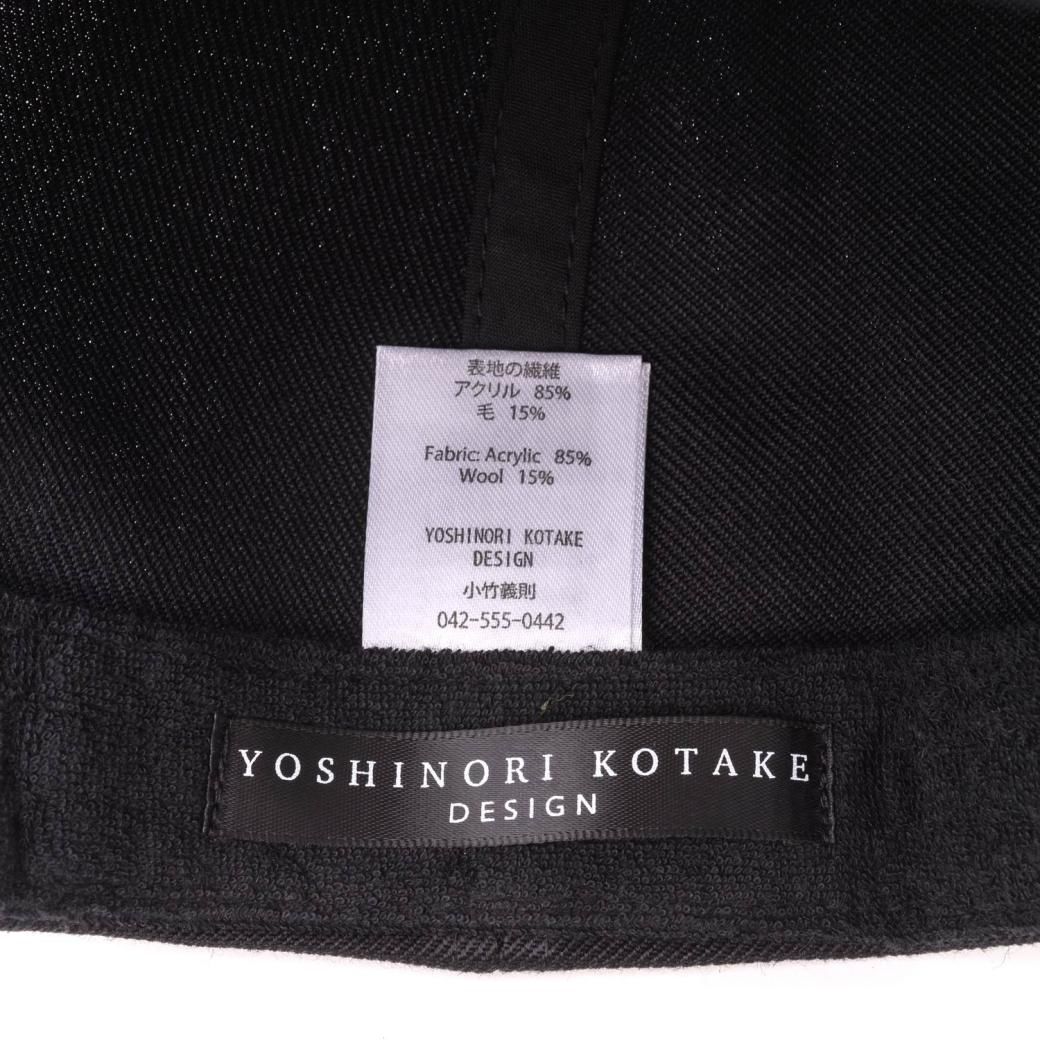 表地の繊維
アクリル 85%
毛 15%
Fabric: Acrylic 85%
Wool 15%
YOSHINORI KOTAKE
DESIGN
小竹義則
042-555-0442
YOSHINORI KOTAKE
DESIGN